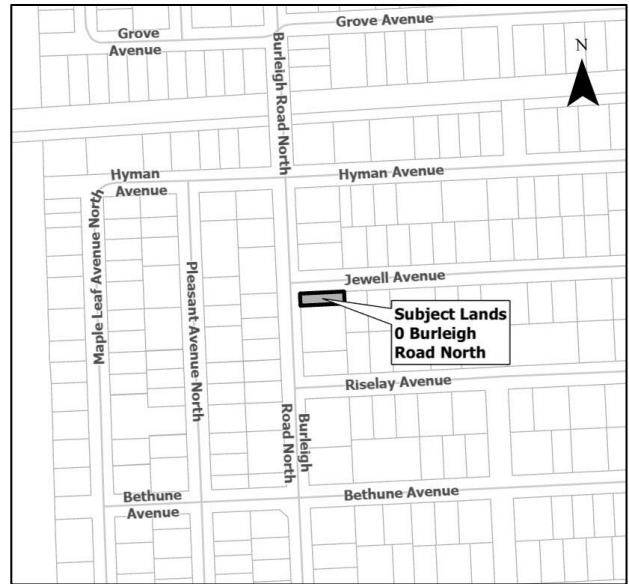 Grove
Avenue
Grove Avenue
N
Burleigh Road North
Hyman
Avenue
Hyman Avenue
Maple Leaf Avenue North
Pleasant Avenue North
Jewell Avenue
Subject Lands
0 Burleigh
Road North
Riselay Avenue
Burleigh
Road North
Bethune
Avenue
Bethune Avenue